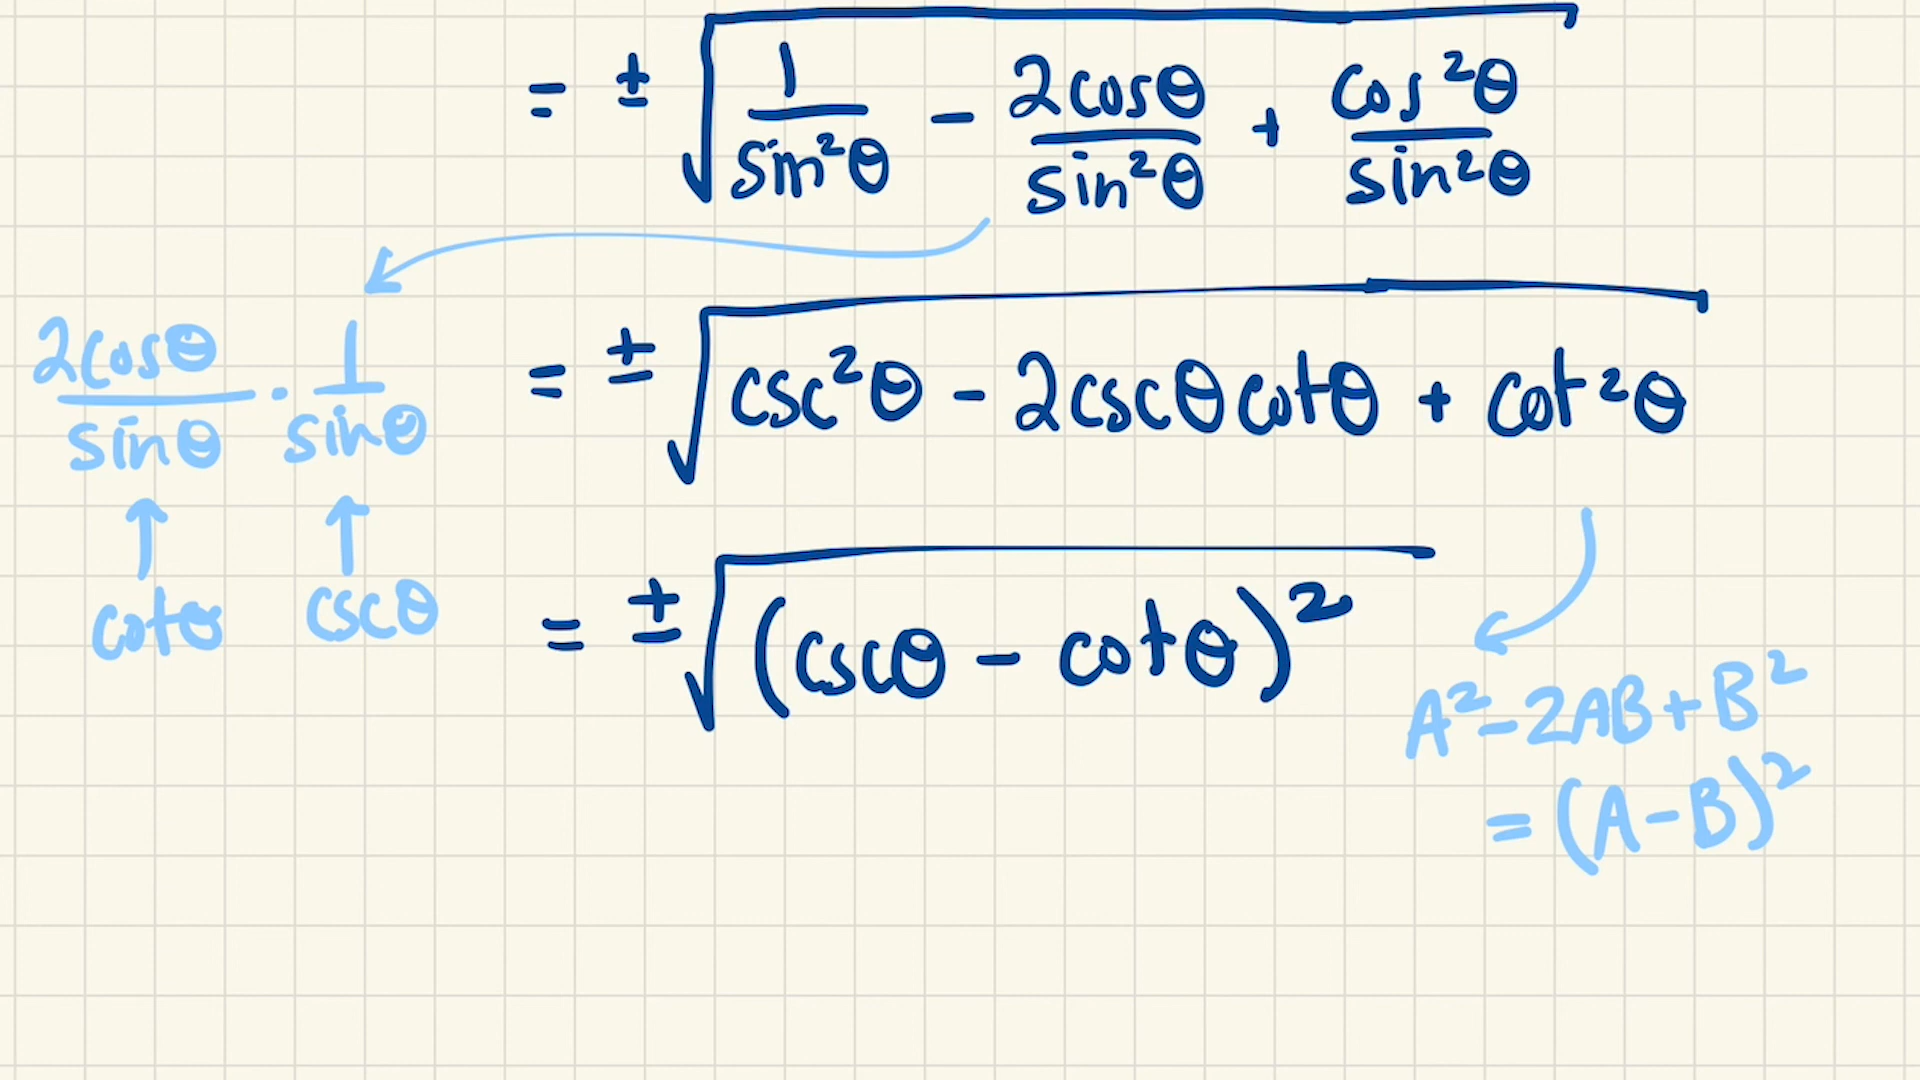 = ± √(1/sin²θ - 2cosθ/sin²θ + cos²θ/sin²θ)
2cosθ/sinθ · 1/sinθ
= ± √(csc²θ - 2cscθcotθ + cot²θ)
↑ ↑
cotθ cscθ
= ± √((cscθ - cotθ)²)
A² - 2AB + B²
= (A - B)²